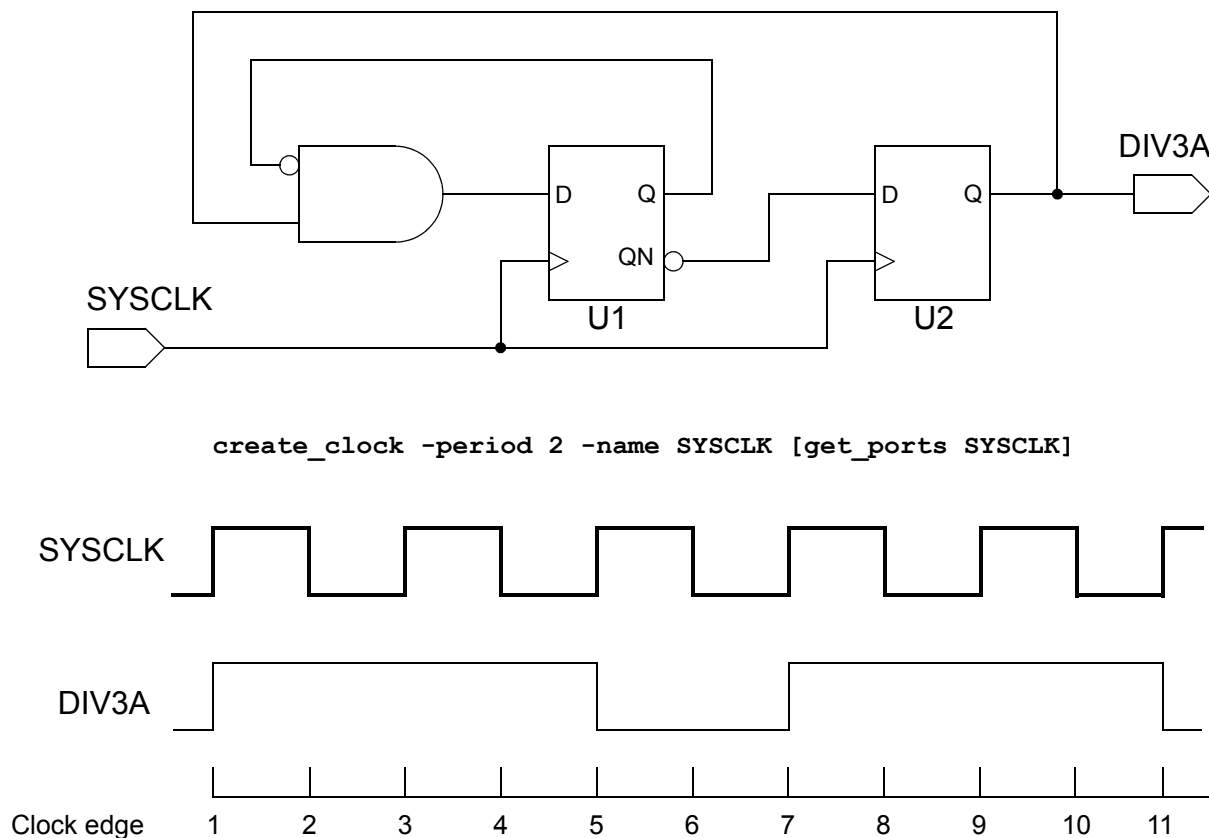 DIV3A
D
Q
QN
U1
D
Q
U2
SYSCLK
create_clock -period 2 -name SYSCLK [get_ports SYSCLK]
SYSCLK
DIV3A
Clock edge 1 2 3 4 5 6 7 8 9 10 11